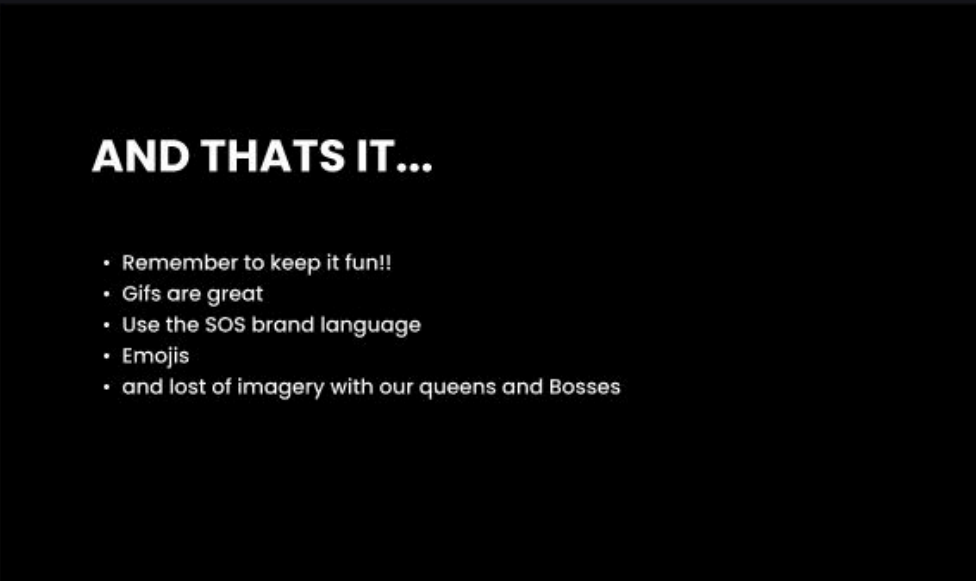 AND THATS IT...
• Remember to keep it fun!!
• Gifs are great
• Use the SOS brand language
• Emojis
• and lost of imagery with our queens and Bosses